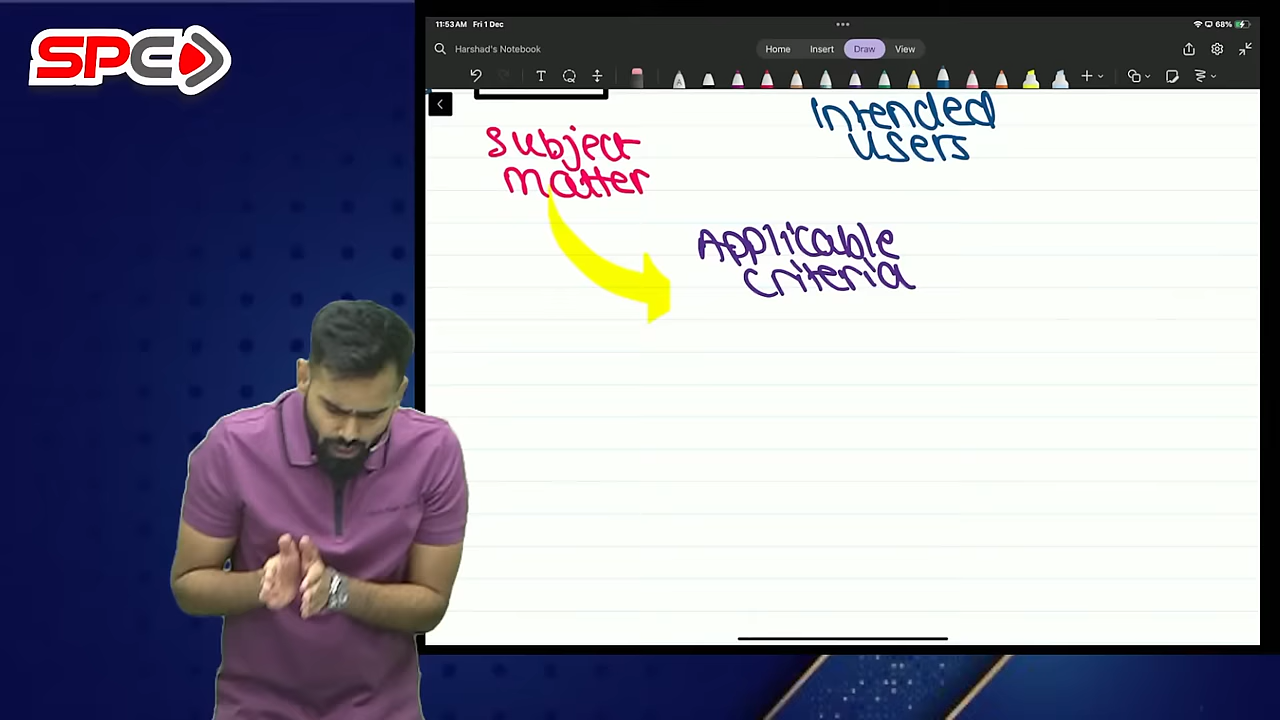 SPC
11:53 AM Fri 1 Dec
68%
Harshad's Notebook
Home Insert Draw View
T
Intended
users
Subject
matter
Applicable
criteria